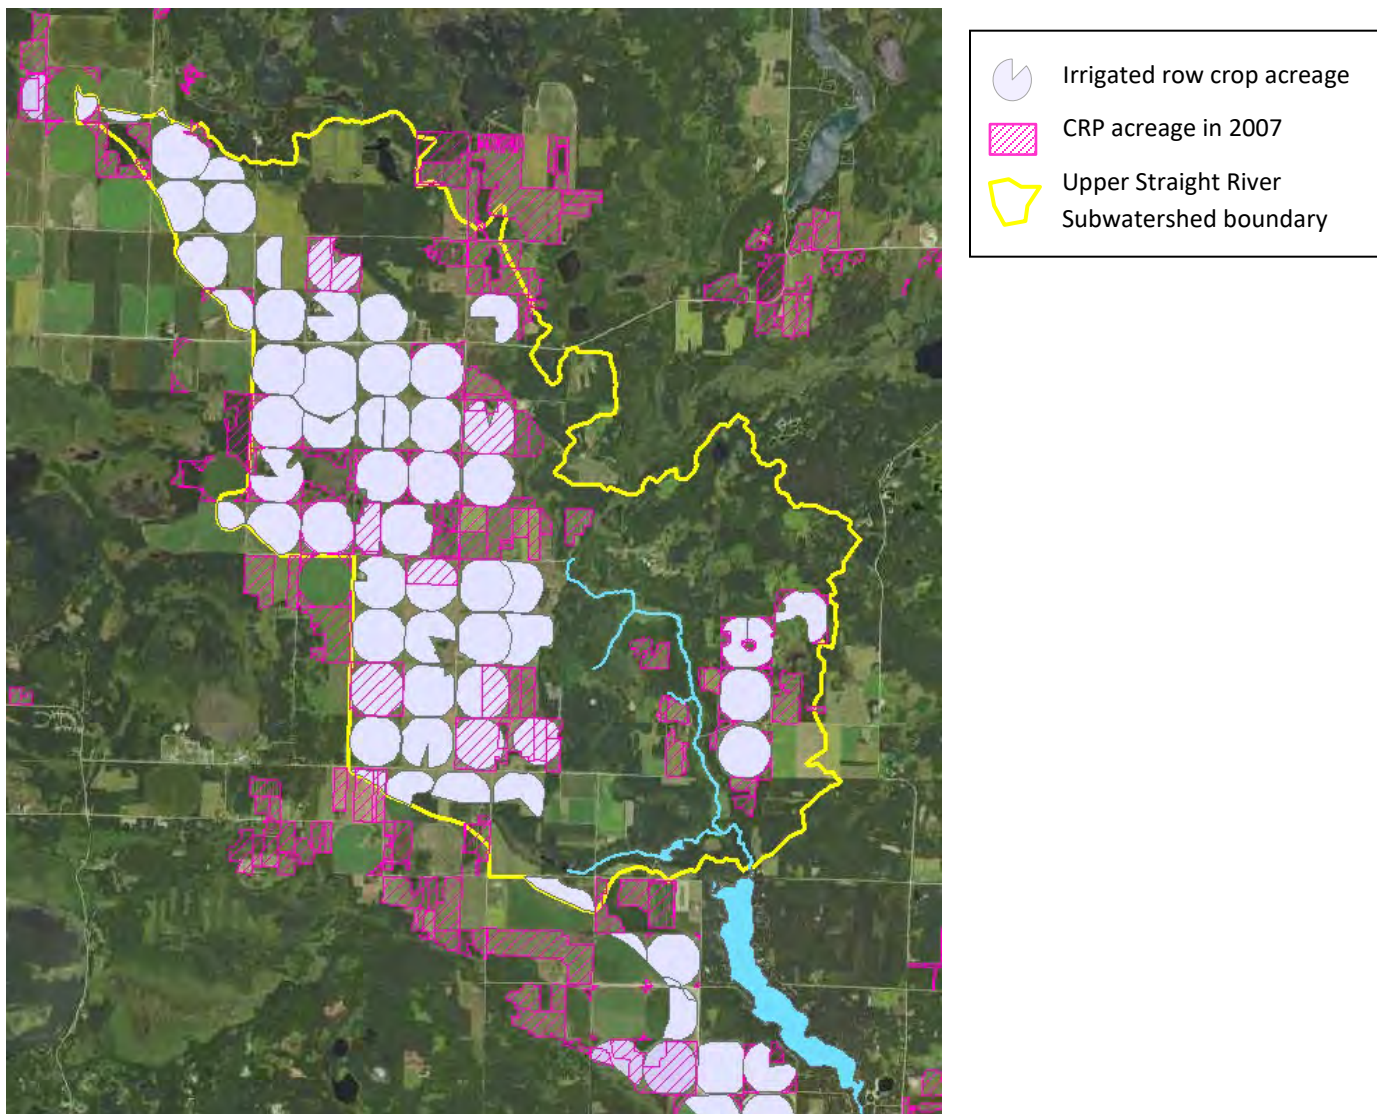 Irrigated row crop acreage
CRP acreage in 2007
Upper Straight River
Subwatershed boundary